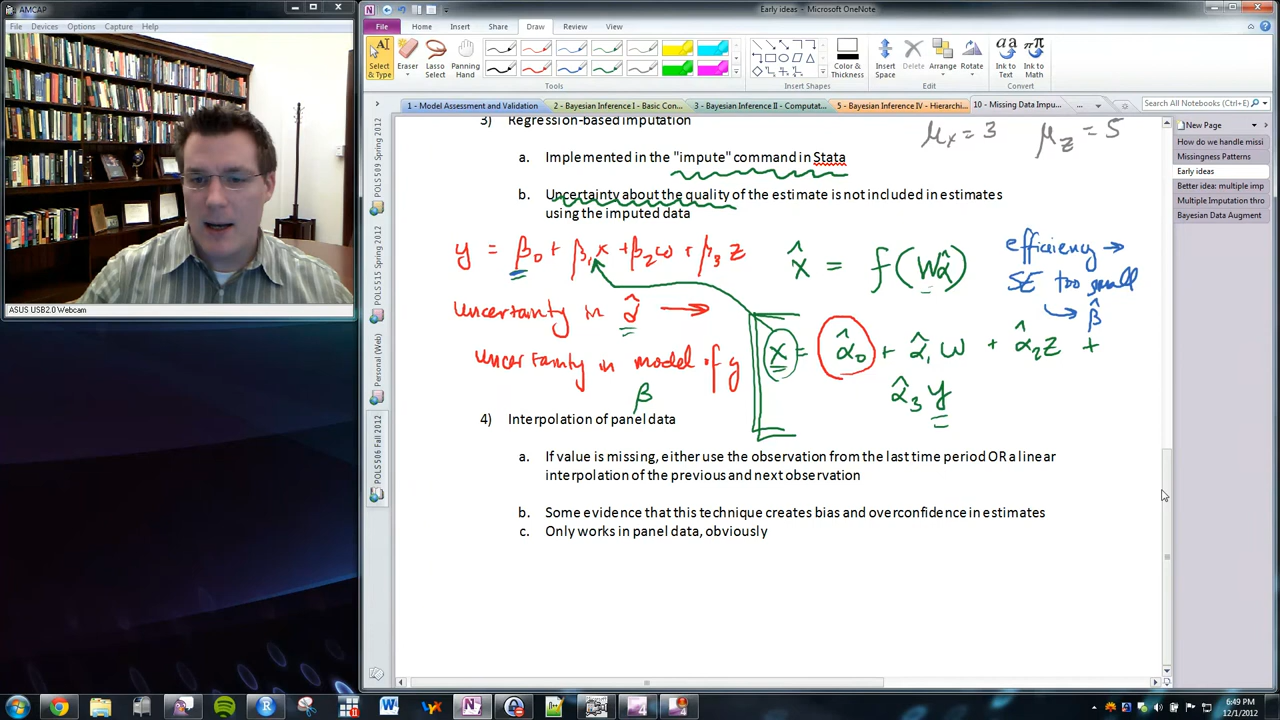 AMCAP
File Devices Options Capture Help
ASUS USB2.0 Webcam
Early ideas - Microsoft OneNote
File Home Insert Share Draw Review View
Select & Type
Eraser
Lasso Select
Panning Hand
Color & Thickness
Insert Space
Delete
Arrange
Rotate
Ink to Text
Ink to Math
Tools
Insert Shapes
Edit
Convert
1 - Model Assessment and Validation
2 - Bayesian Inference I - Basic Con...
3 - Bayesian Inference II - Computat...
5 - Bayesian Inference IV - Hierarchi...
10 - Missing Data Impu...
...
Search All Notebooks (Ctrl+E)
New Page
How do we handle missi
Missingness Patterns
Early ideas
Better idea: multiple imp
Multiple Imputation thro
Bayesian Data Augment
POLS 509 Spring 2012
POLS 515 Spring 2012
Personal (Web)
POLS 506 Fall 2012
3) Regression-based imputation
μx = 3 μz = 5
a. Implemented in the "impute" command in Stata
b. Uncertainty about the quality of the estimate is not included in estimates
using the imputed data
y = β0 + β1x + β2w + β3z
x̂ = f(Wα̂)
efficiency →
SE too small
β̂
uncertainty in α̂ →
x = α̂0 + α̂1w + α̂2z +
α̂3y
uncertainty in model of y
β
4) Interpolation of panel data
a. If value is missing, either use the observation from the last time period OR a linear
interpolation of the previous and next observation
b. Some evidence that this technique creates bias and overconfidence in estimates
c. Only works in panel data, obviously
6:49 PM
12/1/2012